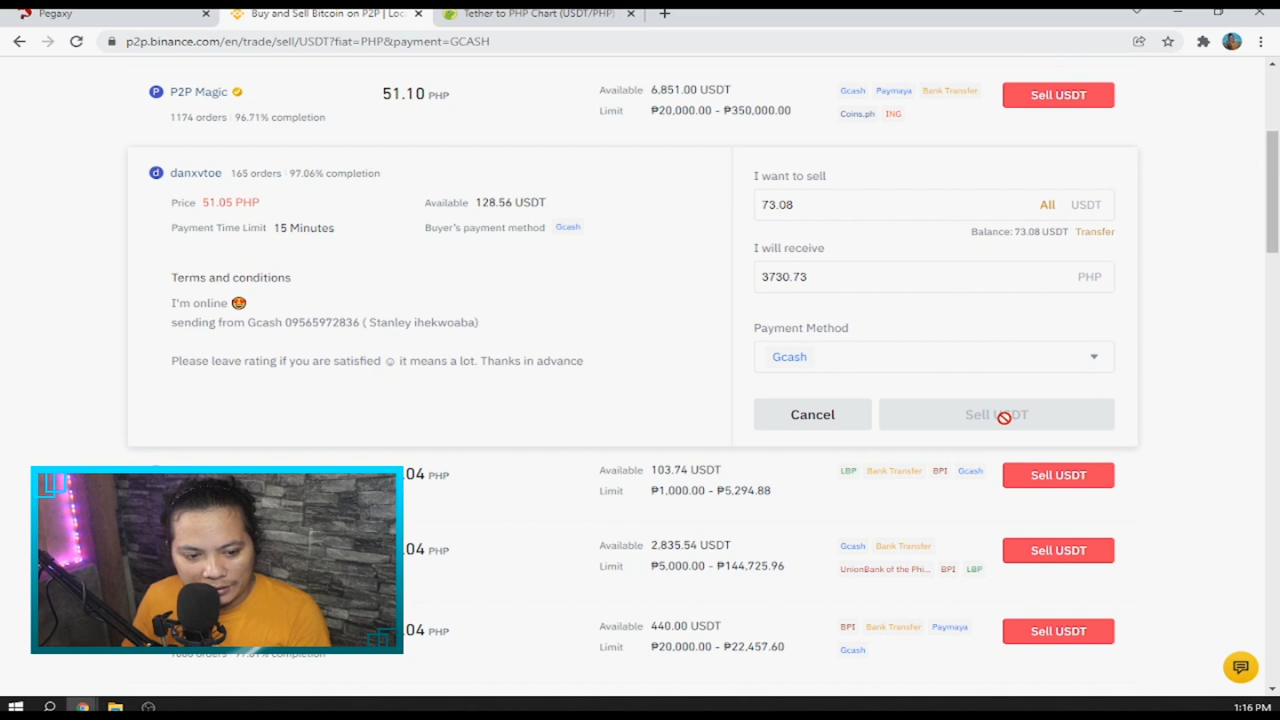 Pegaxy
Buy and Sell Bitcoin on P2P | Loc
Tether to PHP Chart (USDT/PHP)
p2p.binance.com/en/trade/sell/USDT?fiat=PHP&payment=GCASH
P P2P Magic
51.10 PHP
Available 6,851.00 USDT
Gcash Paymaya Bank Transfer
Sell USDT
1174 orders | 96.71% completion
Limit ₱20,000.00 - ₱350,000.00
Coins.ph ING
d danxvtoe 165 orders | 97.06% completion
Price 51.05 PHP
Available 128.56 USDT
Payment Time Limit 15 Minutes
Buyer's payment method Gcash
Terms and conditions
I'm online 🤩
sending from Gcash 09565972836 ( Stanley ihekwoaba)
Please leave rating if you are satisfied ☺ it means a lot. Thanks in advance
I want to sell
73.08 All USDT
Balance: 73.08 USDT Transfer
I will receive
3730.73 PHP
Payment Method
Gcash
Cancel Sell USDT
.04 PHP
Available 103.74 USDT
LBP Bank Transfer BPI Gcash
Sell USDT
Limit ₱1,000.00 - ₱5,294.88
.04 PHP
Available 2,835.54 USDT
Gcash Bank Transfer
Sell USDT
Limit ₱5,000.00 - ₱144,725.96
UnionBank of the Phi... BPI LBP
.04 PHP
Available 440.00 USDT
BPI Bank Transfer Paymaya
Sell USDT
Limit ₱20,000.00 - ₱22,457.60
Gcash
1:16 PM